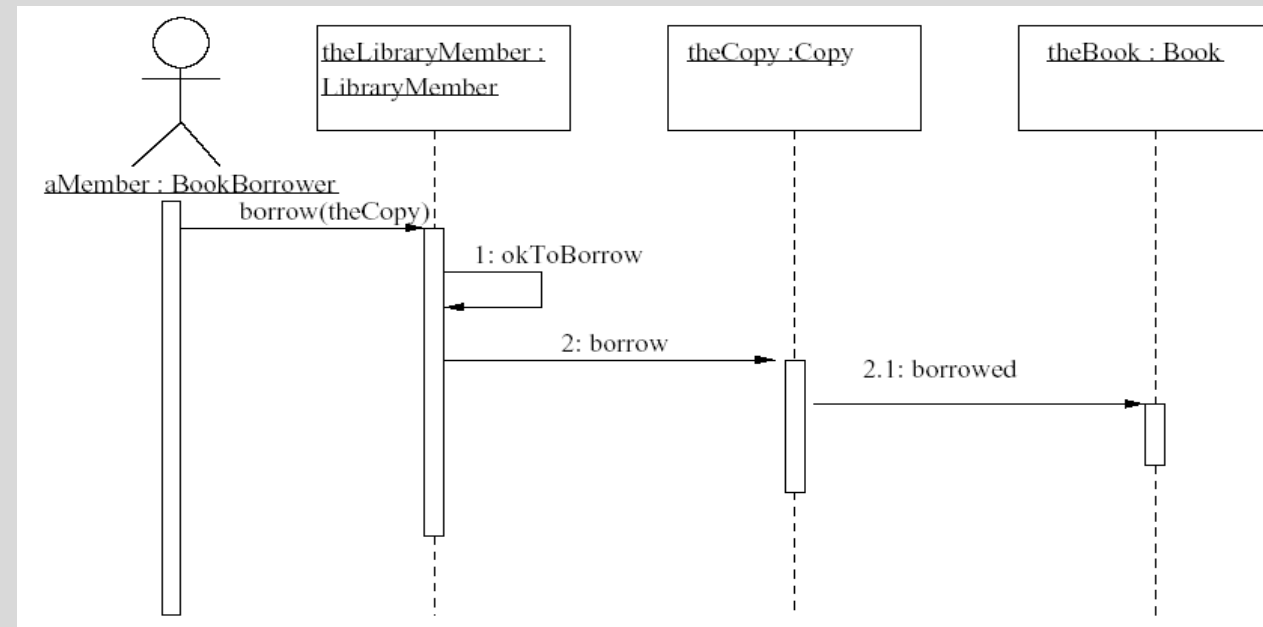 theLibraryMember :
LibraryMember
theCopy :Copy
theBook : Book
aMember : BookBorrower
borrow(theCopy)
1: okToBorrow
2: borrow
2.1: borrowed